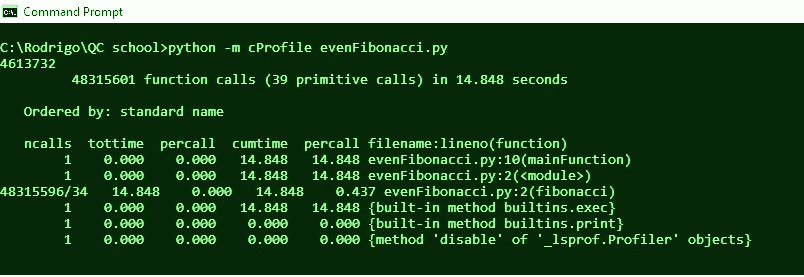 Command Prompt
C:\Rodrigo\QC school>python -m cProfile evenFibonacci.py
4613732
         48315601 function calls (39 primitive calls) in 14.848 seconds
   Ordered by: standard name
   ncalls  tottime  percall  cumtime  percall filename:lineno(function)
        1    0.000    0.000   14.848   14.848 evenFibonacci.py:10(mainFunction)
        1    0.000    0.000   14.848   14.848 evenFibonacci.py:2(<module>)
48315596/34   14.848    0.000   14.848    0.437 evenFibonacci.py:2(fibonacci)
        1    0.000    0.000   14.848   14.848 {built-in method builtins.exec}
        1    0.000    0.000    0.000    0.000 {built-in method builtins.print}
        1    0.000    0.000    0.000    0.000 {method 'disable' of '_lsprof.Profiler' objects}